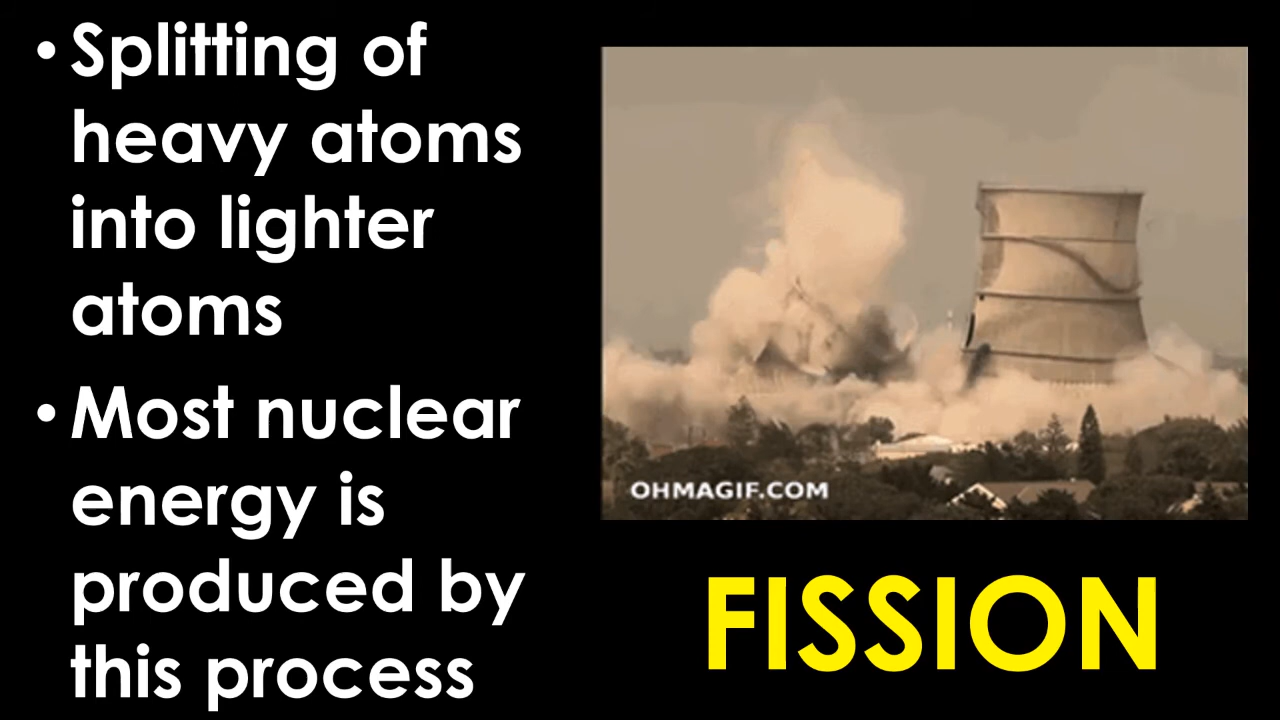 • Splitting of
heavy atoms
into lighter
atoms
• Most nuclear
energy is
produced by
this process
OHMAGIF.COM
FISSION